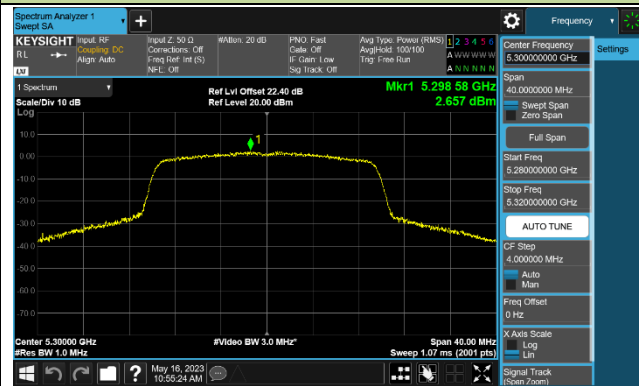 Spectrum Analyzer 1
Swept SA
Frequency
KEYSIGHT
RL
LXI
Input: RF
Coupling: DC
Align: Auto
Input Z: 50 Ω
Corrections: Off
Freq Ref: Int (S)
NFE: Off
#Atten: 20 dB
PNO: Fast
Gate: Off
IF Gain: Low
Sig Track: Off
Avg Type: Power (RMS)
Avg|Hold: 100/100
Trig: Free Run
1 2 3 4 5 6
A W W W W W
A N N N N N
1 Spectrum
Scale/Div 10 dB
Log
Ref Lvl Offset 22.40 dB
Ref Level 20.00 dBm
Mkr1 5.298 58 GHz
2.657 dBm
1
10.0
0.00
-10.0
-20.0
-30.0
-40.0
-50.0
-60.0
-70.0
Center 5.30000 GHz
#Res BW 1.0 MHz
#Video BW 3.0 MHz*
Span 40.00 MHz
Sweep 1.07 ms (2001 pts)
May 16, 2023
10:55:24 AM
Center Frequency
5.300000000 GHz
Settings
Span
40.0000000 MHz
Swept Span
Zero Span
Full Span
Start Freq
5.280000000 GHz
Stop Freq
5.320000000 GHz
AUTO TUNE
CF Step
4.000000 MHz
Auto
Man
Freq Offset
0 Hz
X Axis Scale
Log
Lin
Signal Track
(Span Zoom)